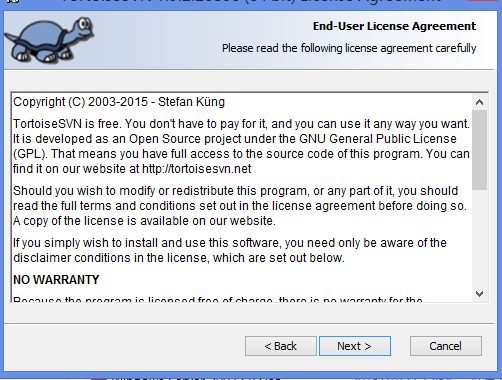 End-User License Agreement
Please read the following license agreement carefully
Copyright (C) 2003-2015 - Stefan Küng
TortoiseSVN is free. You don't have to pay for it, and you can use it any way you want.
It is developed as an Open Source project under the GNU General Public License
(GPL). That means you have full access to the source code of this program. You can
find it on our website at http://tortoisesvn.net
Should you wish to modify or redistribute this program, or any part of it, you should
read the full terms and conditions set out in the license agreement before doing so.
A copy of the license is available on our website.
If you simply wish to install and use this software, you need only be aware of the
disclaimer conditions in the license, which are set out below.
NO WARRANTY
Because the program is licensed free of charge, there is no warranty for the
< Back
Next >
Cancel